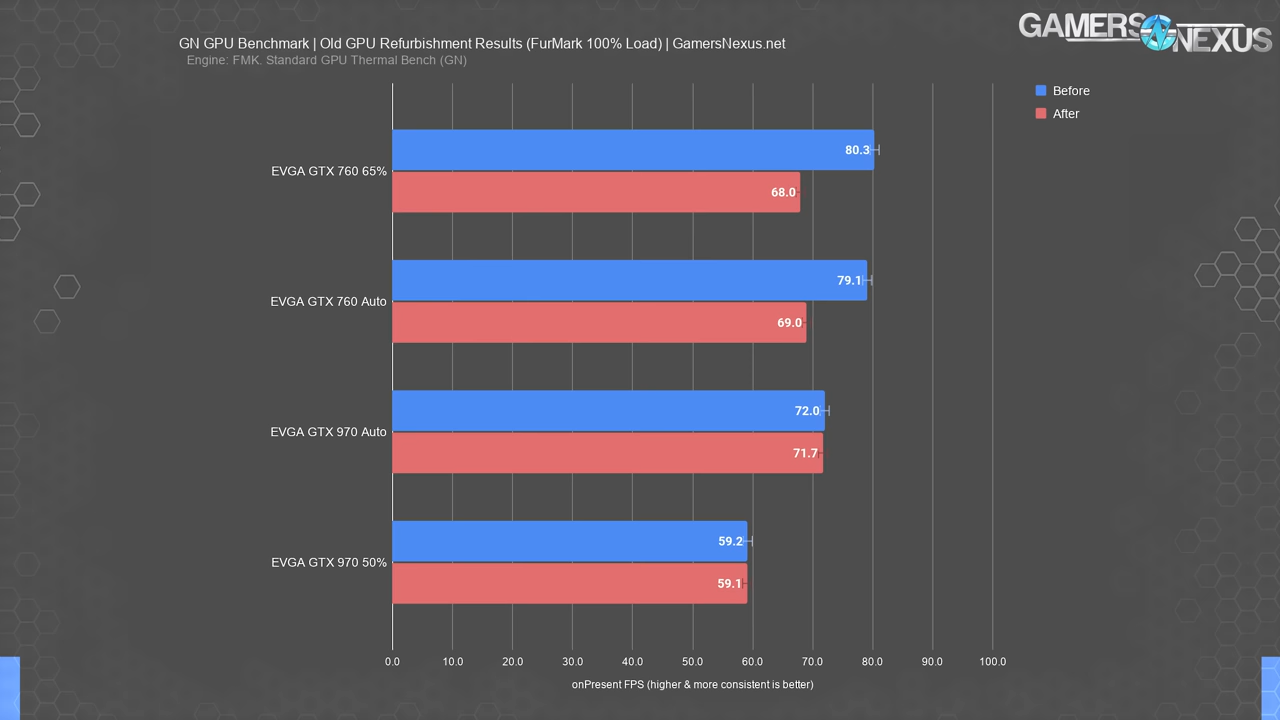 GN GPU Benchmark | Old GPU Refurbishment Results (FurMark 100% Load) | GamersNexus.net
Engine: FMK. Standard GPU Thermal Bench (GN)
GAMERS NEXUS
Before
After
EVGA GTX 760 65%
80.3
68.0
EVGA GTX 760 Auto
79.1
69.0
EVGA GTX 970 Auto
72.0
71.7
EVGA GTX 970 50%
59.2
59.1
0.0 10.0 20.0 30.0 40.0 50.0 60.0 70.0 80.0 90.0 100.0
onPresent FPS (higher & more consistent is better)